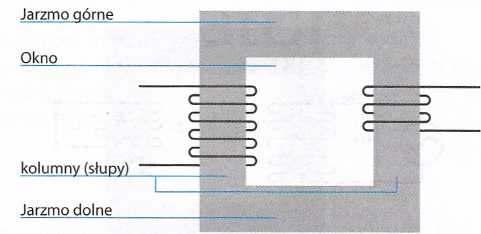 Jarzmo górne
Okno
kolumny (słupy)
Jarzmo dolne